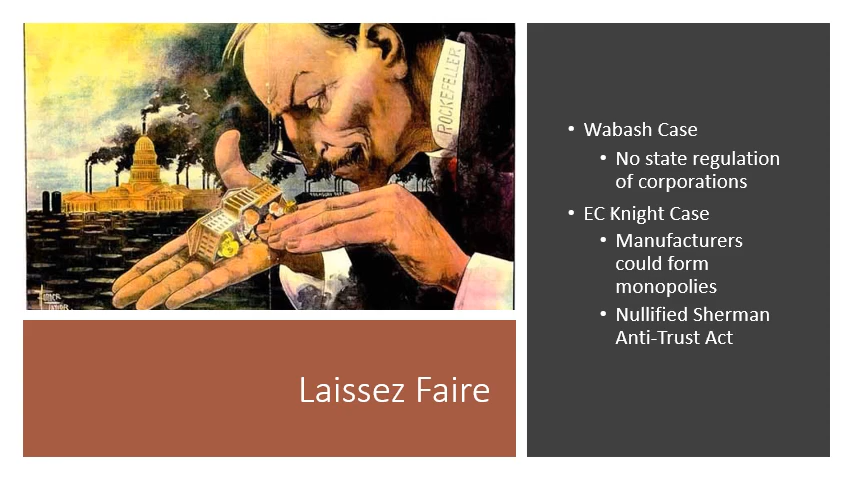 ROCKEFELLER
Laissez Faire
• Wabash Case
• No state regulation
of corporations
• EC Knight Case
• Manufacturers
could form
monopolies
• Nullified Sherman
Anti-Trust Act